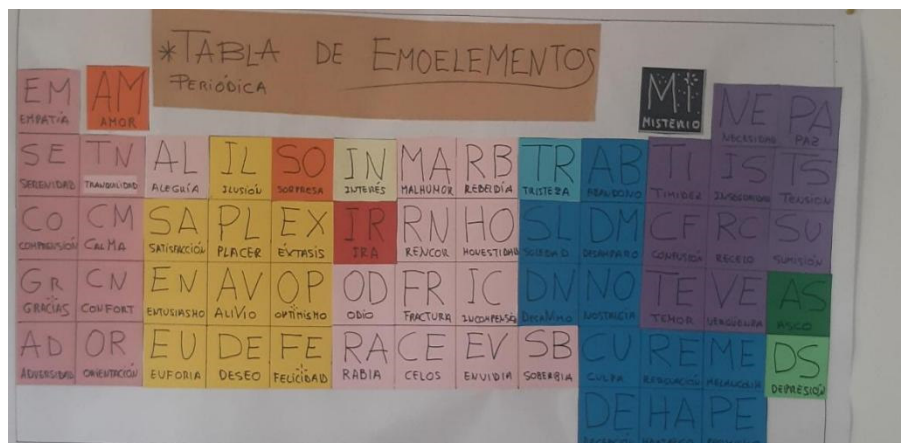 *TABLA DE EMOELEMENTOS
PERIÓDICA
EM AM MI NE PA
EMPATÍA AMOR MISTERIO NECESIDAD PAZ
SE TN AL IL SO IN MA RB TR AB TI IS TS
SERENIDAD TRANQUILIDAD ALEGRÍA ILUSIÓN SORPRESA INTERÉS MALHUMOR REBELDÍA TRISTEZA ABANDONO TIMIDEZ INSEGURIDAD TENSIÓN
CO CM SA PL EX IR RN HO SL DM CF RC SU
COMPRENSIÓN CALMA SATISFACCIÓN PLACER ÉXTASIS IRA RENCOR HONESTIDAD SOLEDAD DESAMPARO CONFUSIÓN RECELO SUMISIÓN
GR CN EN AV OP OD FR IC DN NO TE VE AS
GRACIAS CONFORT ENTUSIASMO ALIVIO OPTIMISMO ODIO FRACTURA DESÁNIMO NOSTALGIA TEMOR VERGÜENZA ASCO
AD OR EU DE FE RA CE EV SB CU RE ME DS
ADVERSIDAD ORIENTACIÓN EUFORIA DESEO FELICIDAD RABIA CELOS ENVIDIA SOBERBIA CULPA MELANCOLÍA DEPRESIÓN
DE HA PE